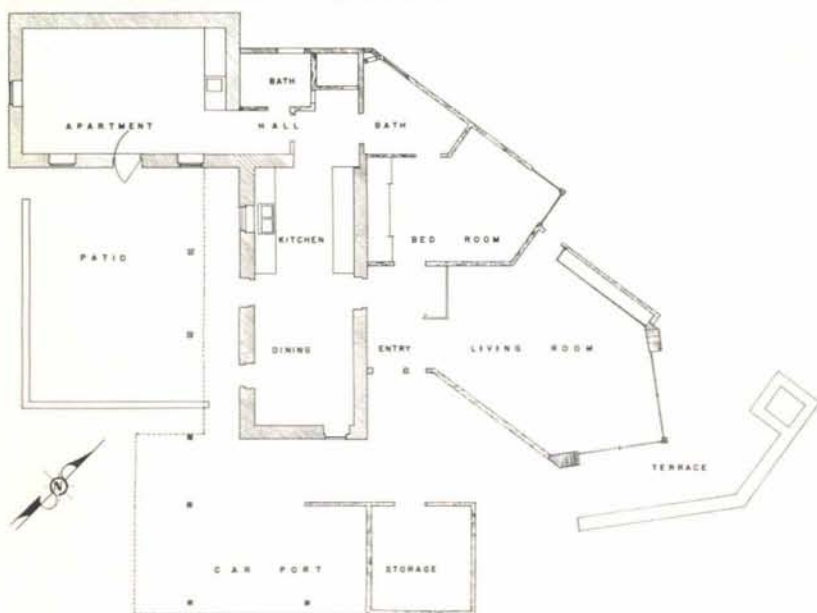 BATH
APARTMENT
HALL
BATH
KITCHEN
BED ROOM
PATIO
DINING
ENTRY
LIVING ROOM
TERRACE
N
CAR PORT
STORAGE